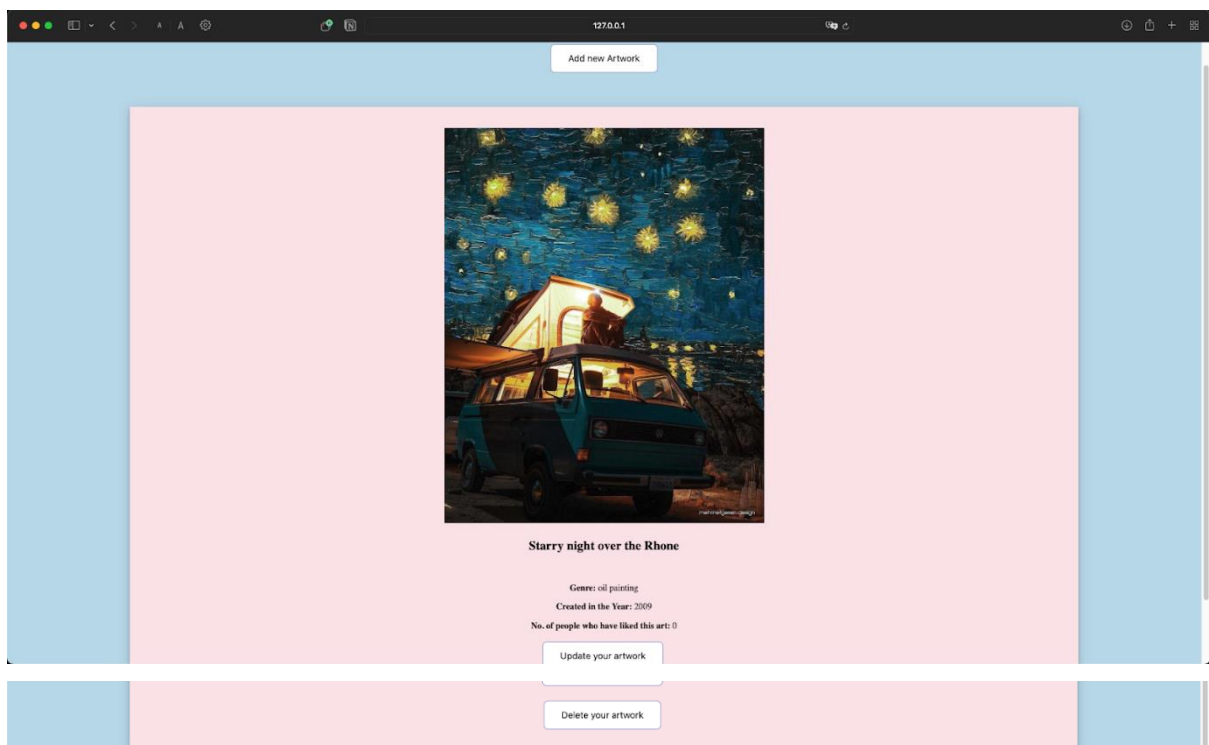 A A 127.0.0.1
Add new Artwork
Starry night over the Rhone
Genre: oil painting
Created in the Year: 2009
No. of people who have liked this art: 0
Update your artwork
Delete your artwork